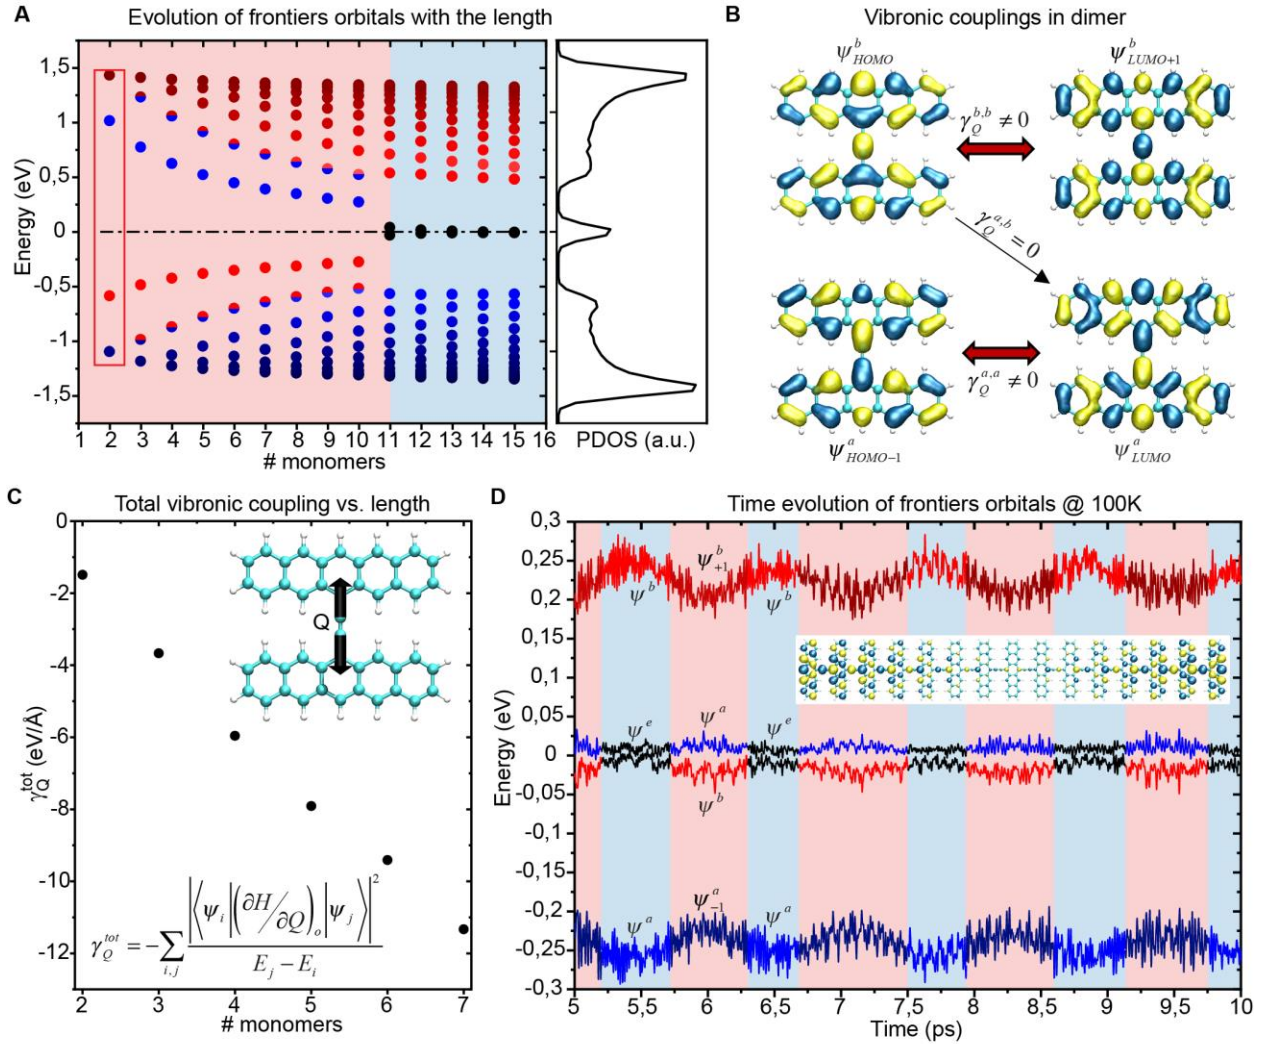 A Evolution of frontiers orbitals with the length
Energy (eV)
1,5
1
0,5
0
-0,5
-1
-1,5
1 2 3 4 5 6 7 8 9 10 11 12 13 14 15 16
# monomers
PDOS (a.u.)
B Vibronic couplings in dimer
ψ^b_HOMO
ψ^b_LUMO+1
γ_Q^{b,b} ≠ 0
γ_Q^{a,b} = 0
γ_Q^{a,a} ≠ 0
ψ^a_HOMO−1
ψ^a_LUMO
C Total vibronic coupling vs. length
γ_Q^tot (eV/Å)
0
-2
-4
-6
-8
-10
-12
Q
γ_Q^tot = −∑_{i,j} |⟨ψ_i|(∂H/∂Q)_o|ψ_j⟩|² / (E_j − E_i)
2 3 4 5 6 7
# monomers
D Time evolution of frontiers orbitals @ 100K
Energy (eV)
0,3
0,25
0,2
0,15
0,1
0,05
0
-0,05
-0,1
-0,15
-0,2
-0,25
-0,3
ψ^b ψ^b_+1 ψ^b
ψ^e ψ^a ψ^e
ψ^b
ψ^a ψ^a_−1 ψ^a
5 5,5 6 6,5 7 7,5 8 8,5 9 9,5 10
Time (ps)